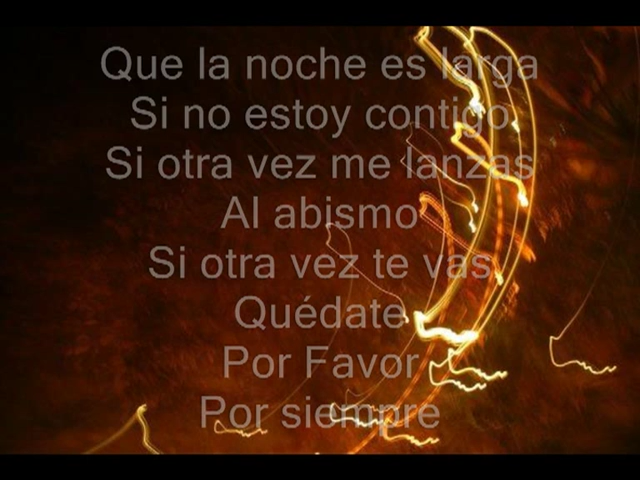 Que la noche es larga
Si no estoy contigo
Si otra vez me lanzas
Al abismo
Si otra vez te vas
Quédate
Por Favor
Por siempre